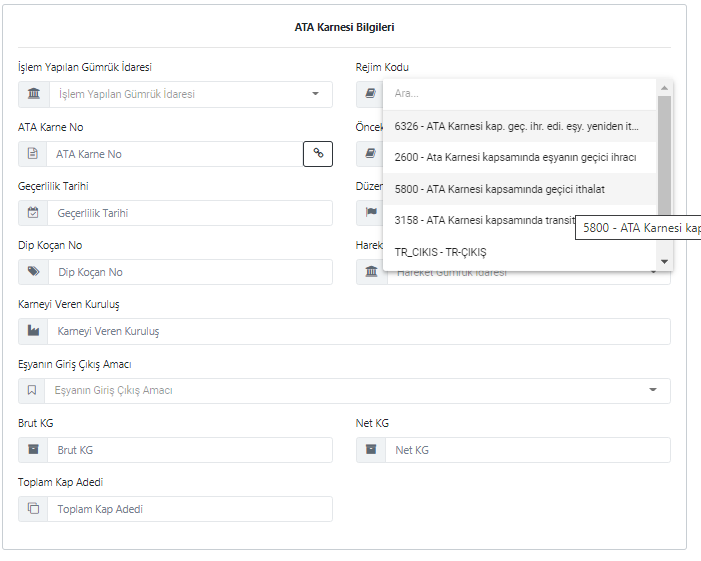 ATA Karnesi Bilgileri
İşlem Yapılan Gümrük İdaresi
İşlem Yapılan Gümrük İdaresi
Rejim Kodu
Ara...
6326 - ATA Karnesi kap. geç. ihr. edi. eşy. yeniden it...
2600 - Ata Karnesi kapsamında eşyanın geçici ihracı
5800 - ATA Karnesi kapsamında geçici ithalat
3158 - ATA Karnesi kapsamında transit
5800 - ATA Karnesi kap
TR_CIKIS - TR-ÇIKIŞ
ATA Karne No
ATA Karne No
Öncek
Geçerlilik Tarihi
Geçerlilik Tarihi
Düzen
Dip Koçan No
Dip Koçan No
Hareke
Hareket Gümrük İdaresi
Karneyi Veren Kuruluş
Karneyi Veren Kuruluş
Eşyanın Giriş Çıkış Amacı
Eşyanın Giriş Çıkış Amacı
Brut KG
Brut KG
Net KG
Net KG
Toplam Kap Adedi
Toplam Kap Adedi